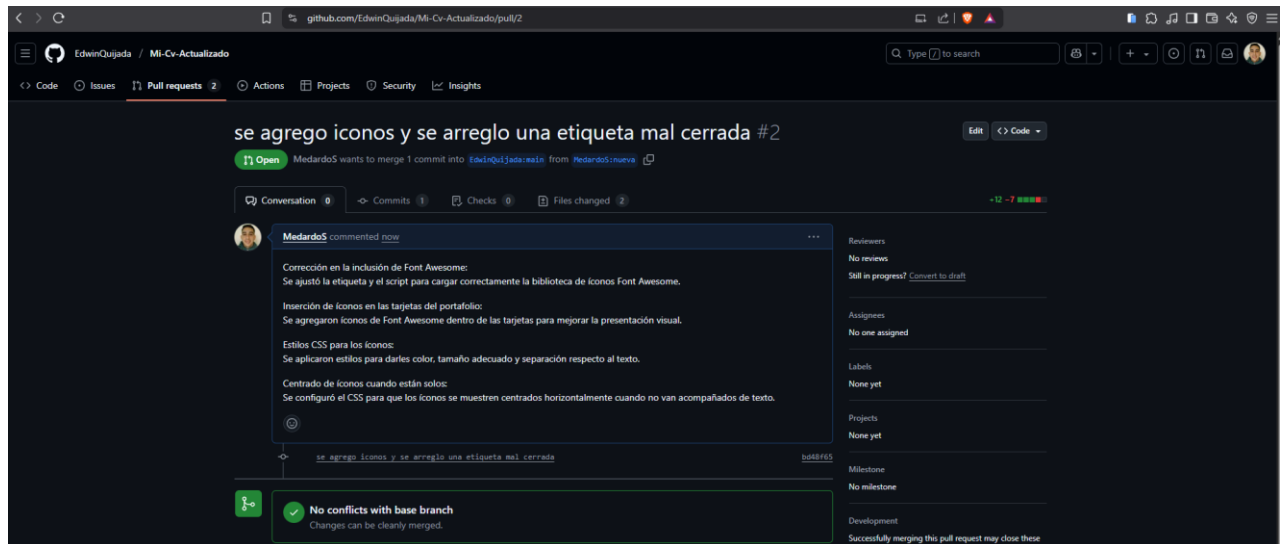 github.com/EdwinQuijada/Mi-Cv-Actualizado/pull/2
EdwinQuijada / Mi-Cv-Actualizado
Type / to search
<> Code
Issues
Pull requests 2
Actions
Projects
Security
Insights
se agrego iconos y se arreglo una etiqueta mal cerrada #2
Edit
<> Code
Open
MedardoS wants to merge 1 commit into EdwinQuijada:main from MedardoS:nueva
Conversation 0
Commits 1
Checks 0
Files changed 2
+12 −7
MedardoS commented now
Corrección en la inclusión de Font Awesome:
Se ajustó la etiqueta y el script para cargar correctamente la biblioteca de íconos Font Awesome.
Inserción de íconos en las tarjetas del portafolio:
Se agregaron íconos de Font Awesome dentro de las tarjetas para mejorar la presentación visual.
Estilos CSS para los íconos:
Se aplicaron estilos para darles color, tamaño adecuado y separación respecto al texto.
Centrado de íconos cuando están solos:
Se configuró el CSS para que los íconos se muestren centrados horizontalmente cuando no van acompañados de texto.
se agrego iconos y se arreglo una etiqueta mal cerrada
bd48f65
No conflicts with base branch
Changes can be cleanly merged.
Reviewers
No reviews
Still in progress? Convert to draft
Assignees
No one assigned
Labels
None yet
Projects
None yet
Milestone
No milestone
Development
Successfully merging this pull request may close these